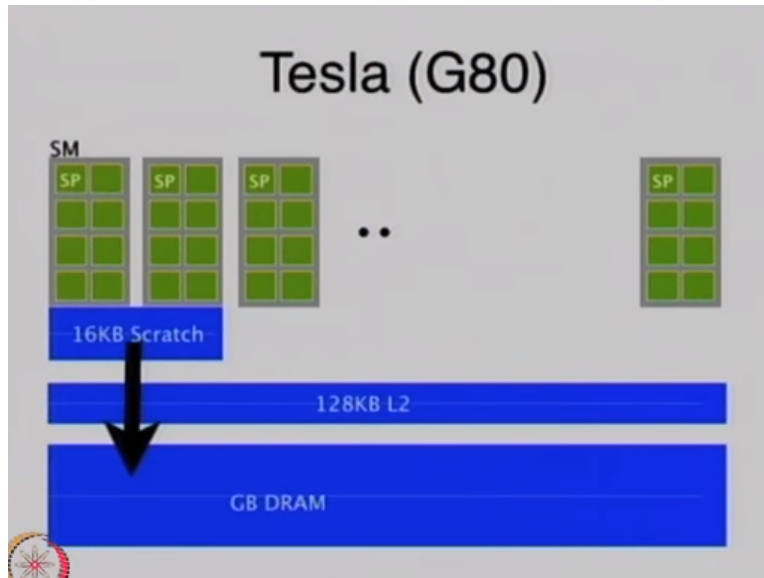 Tesla (G80)
SM
SP SP SP SP
16KB Scratch
128KB L2
GB DRAM